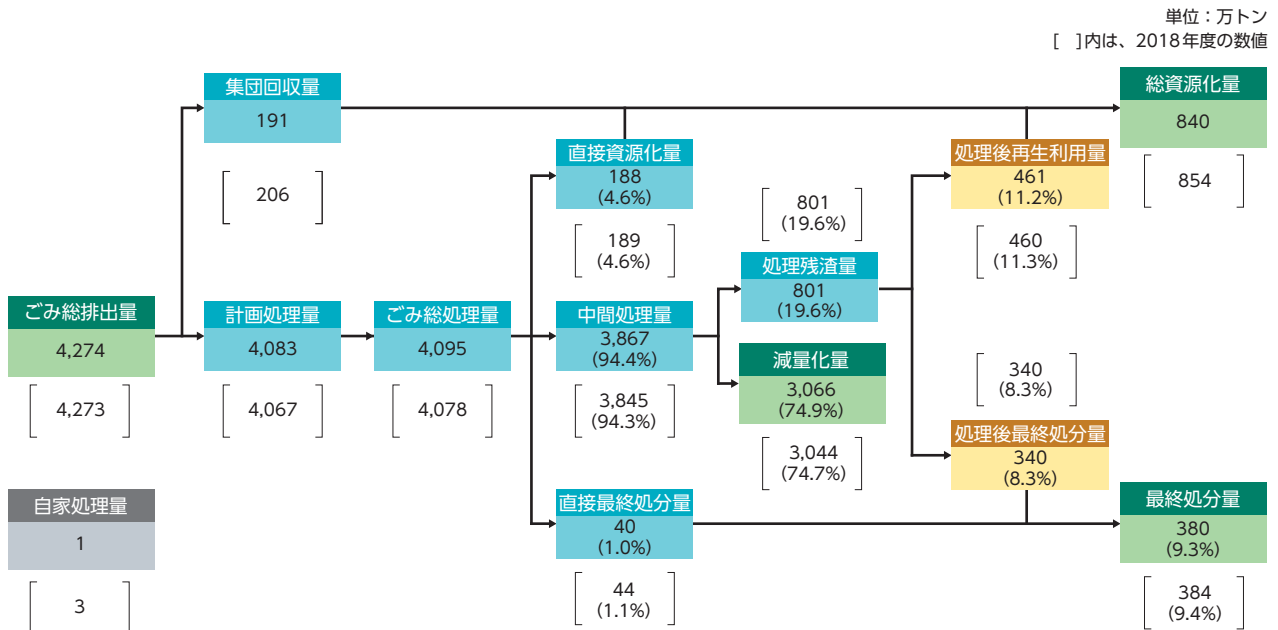 単位：万トン
[ ]内は、2018年度の数値
集団回収量
191
206
総資源化量
840
854
直接資源化量
188
(4.6%)
189
(4.6%)
処理後再生利用量
461
(11.2%)
460
(11.3%)
801
(19.6%)
処理残渣量
801
(19.6%)
ごみ総排出量
4,274
4,273
計画処理量
4,083
4,067
ごみ総処理量
4,095
4,078
中間処理量
3,867
(94.4%)
3,845
(94.3%)
減量化量
3,066
(74.9%)
3,044
(74.7%)
340
(8.3%)
処理後最終処分量
340
(8.3%)
自家処理量
1
3
直接最終処分量
40
(1.0%)
44
(1.1%)
最終処分量
380
(9.3%)
384
(9.4%)